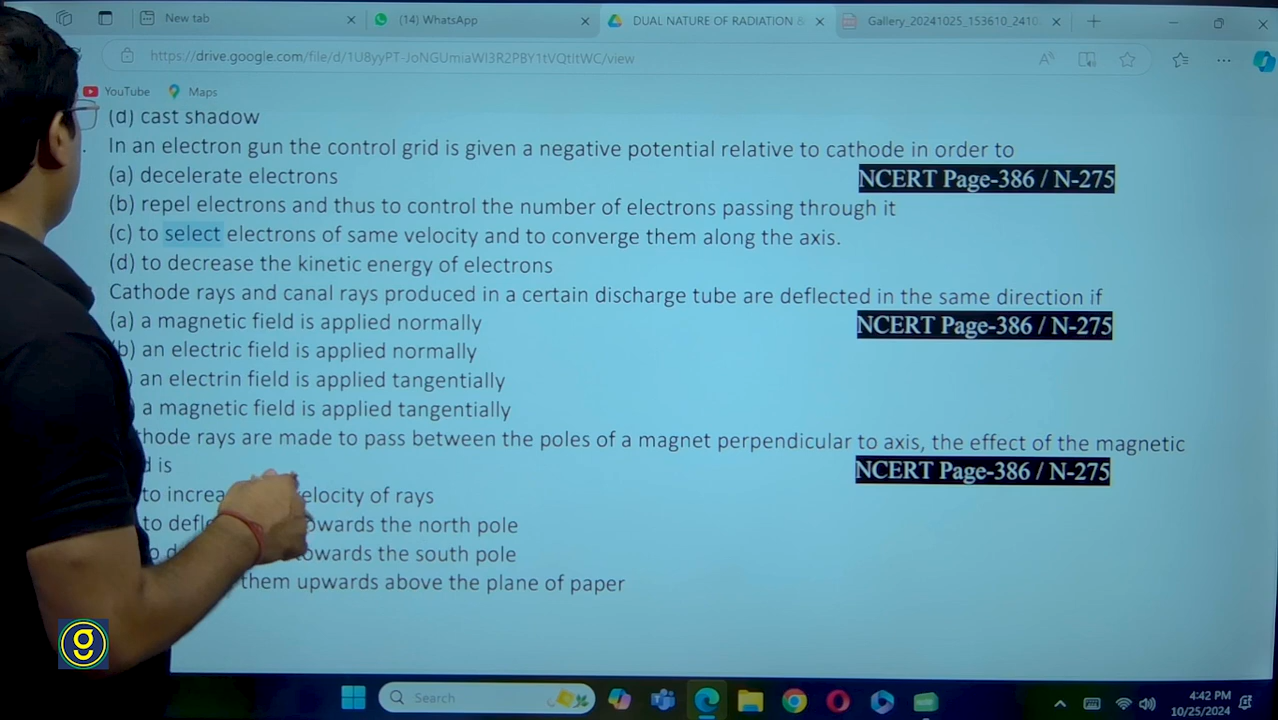 New tab
(14) WhatsApp
DUAL NATURE OF RADIATION &
Gallery_20241025_153610_2410
https://drive.google.com/file/d/1U8yyPT-JoNGUmiaWl3R2PBY1tVQtItWC/view
YouTube
Maps
(d) cast shadow
. In an electron gun the control grid is given a negative potential relative to cathode in order to
(a) decelerate electrons
NCERT Page-386 / N-275
(b) repel electrons and thus to control the number of electrons passing through it
(c) to select electrons of same velocity and to converge them along the axis.
(d) to decrease the kinetic energy of electrons
Cathode rays and canal rays produced in a certain discharge tube are deflected in the same direction if
(a) a magnetic field is applied normally
NCERT Page-386 / N-275
(b) an electric field is applied normally
) an electrin field is applied tangentially
a magnetic field is applied tangentially
hode rays are made to pass between the poles of a magnet perpendicular to axis, the effect of the magnetic
d is
NCERT Page-386 / N-275
to increa elocity of rays
to defle owards the north pole
towards the south pole
them upwards above the plane of paper
g
Search
4:42 PM
10/25/2024